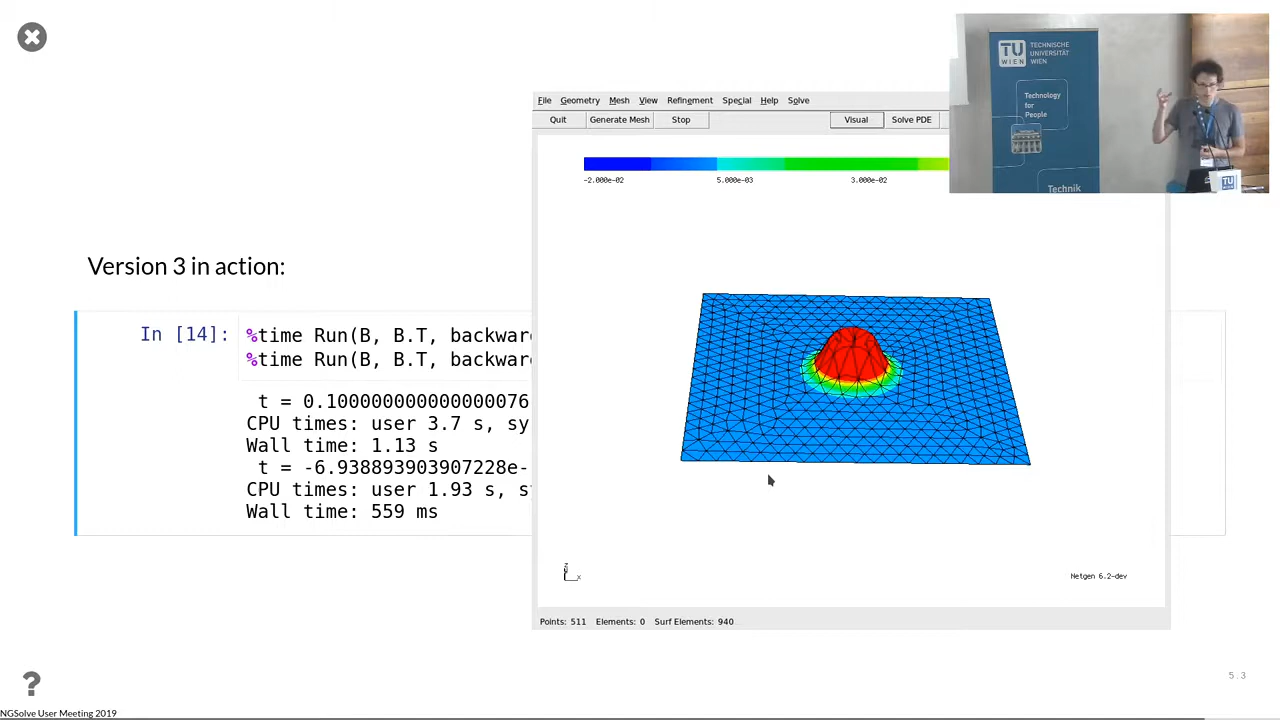 TU
WIEN
TECHNISCHE
UNIVERSITÄT
WIEN
Technology
for
People
Technik
File Geometry Mesh View Refinement Special Help Solve
Quit Generate Mesh Stop Visual Solve PDE
-2.000e-02 5.000e-03 3.000e-02
Version 3 in action:
In [14]: %time Run(B, B.T, backward
%time Run(B, B.T, backward
t = 0.1000000000000000076
CPU times: user 3.7 s, sy
Wall time: 1.13 s
t = -6.938893903907228e-
CPU times: user 1.93 s, s
Wall time: 559 ms
Z
x
Netgen 6.2-dev
Points: 511 Elements: 0 Surf Elements: 940
?
5.3
NGSolve User Meeting 2019